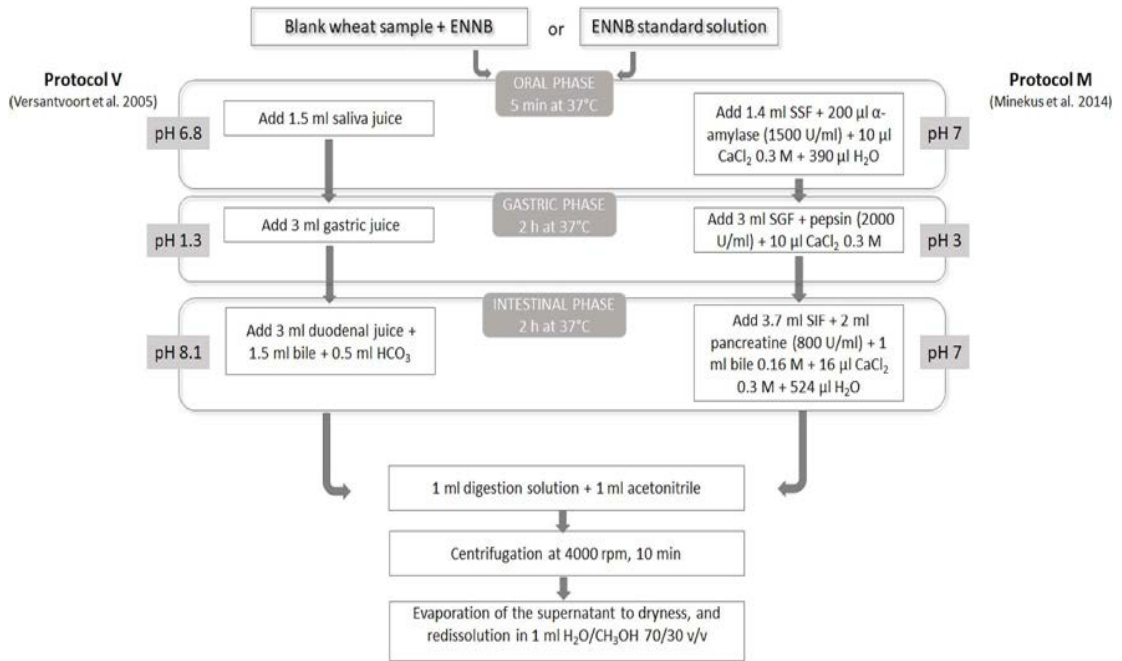 Blank wheat sample + ENNB
or
ENNB standard solution
Protocol V
(Versantvoort et al. 2005)
Protocol M
(Minekus et al. 2014)
ORAL PHASE
5 min at 37°C
pH 6.8
Add 1.5 ml saliva juice
Add 1.4 ml SSF + 200 µl α-
amylase (1500 U/ml) + 10 µl
CaCl₂ 0.3 M + 390 µl H₂O
pH 7
GASTRIC PHASE
2 h at 37°C
pH 1.3
Add 3 ml gastric juice
Add 3 ml SGF + pepsin (2000
U/ml) + 10 µl CaCl₂ 0.3 M
pH 3
INTESTINAL PHASE
2 h at 37°C
pH 8.1
Add 3 ml duodenal juice +
1.5 ml bile + 0.5 ml HCO₃
Add 3.7 ml SIF + 2 ml
pancreatine (800 U/ml) + 1
ml bile 0.16 M + 16 µl CaCl₂
0.3 M + 524 µl H₂O
pH 7
1 ml digestion solution + 1 ml acetonitrile
Centrifugation at 4000 rpm, 10 min
Evaporation of the supernatant to dryness, and
redissolution in 1 ml H₂O/CH₃OH 70/30 v/v